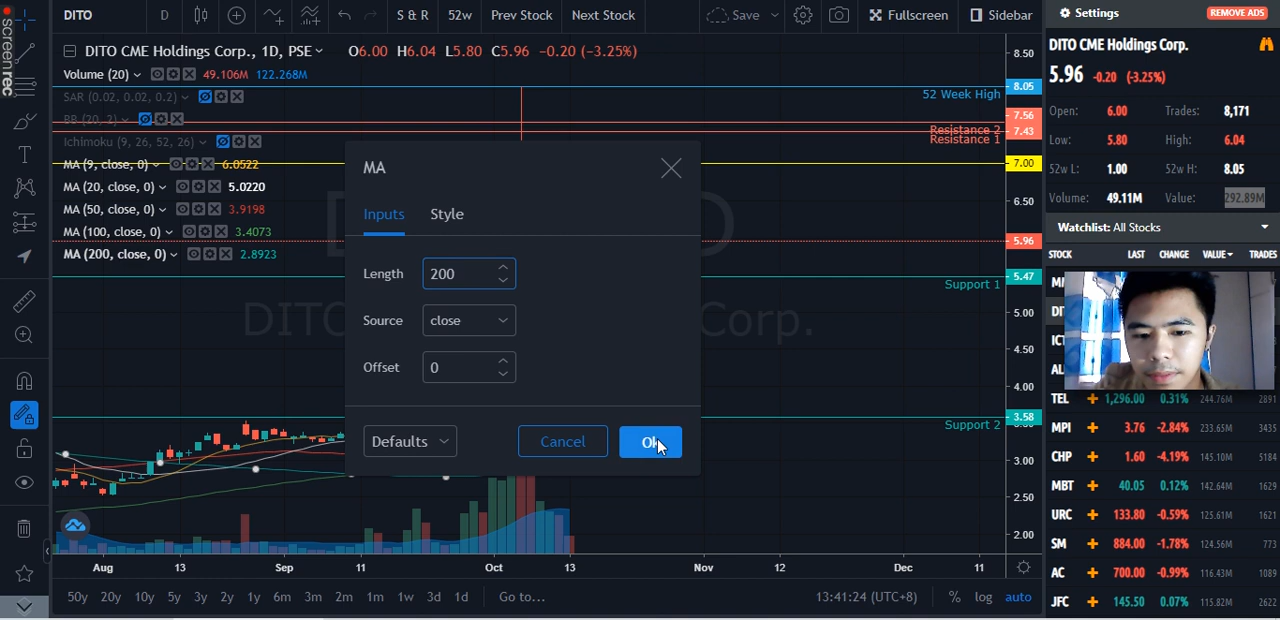 screenrec
DITO D S & R 52w Prev Stock Next Stock Save Fullscreen Sidebar
DITO CME Holdings Corp., 1D, PSE O6.00 H6.04 L5.80 C5.96 −0.20 (−3.25%)
Volume (20) 49.106M 122.268M
SAR (0.02, 0.02, 0.2)
BB (20, 2)
Ichimoku (9, 26, 52, 26)
MA (9, close, 0) 6.0522
MA (20, close, 0) 5.0220
MA (50, close, 0) 3.9198
MA (100, close, 0) 3.4073
MA (200, close, 0) 2.8923
MA
Inputs Style
Length 200
Source close
Offset 0
Defaults Cancel Ok
52 Week High
Resistance 2
Resistance 1
Support 1
Support 2
DITO
Corp.
8.50
8.05
7.56
7.43
7.00
6.50
5.96
5.47
5.00
4.50
4.00
3.58
3.00
2.50
2.00
Aug 13 Sep 11 Oct 13 Nov 12 Dec 11
50y 20y 10y 5y 3y 2y 1y 6m 3m 2m 1m 1w 3d 1d Go to... 13:41:24 (UTC+8) % log auto
Settings REMOVE ADS
DITO CME Holdings Corp.
5.96 -0.20 (-3.25%)
Open: 6.00 Trades: 8,171
Low: 5.80 High: 6.04
52w L: 1.00 52w H: 8.05
Volume: 49.11M Value: 292.89M
Watchlist: All Stocks
STOCK LAST CHANGE VALUE TRADES
TEL 1,296.00 0.31% 244.76M 2891
MPI 3.76 -2.84% 233.65M 3435
CHP 1.60 -4.19% 145.10M 5184
MBT 40.05 0.12% 142.64M 1629
URC 133.80 -0.59% 125.61M 1621
SM 884.00 -1.78% 124.56M 773
AC 700.00 -0.99% 116.43M 1089
JFC 145.50 0.07% 115.82M 2622